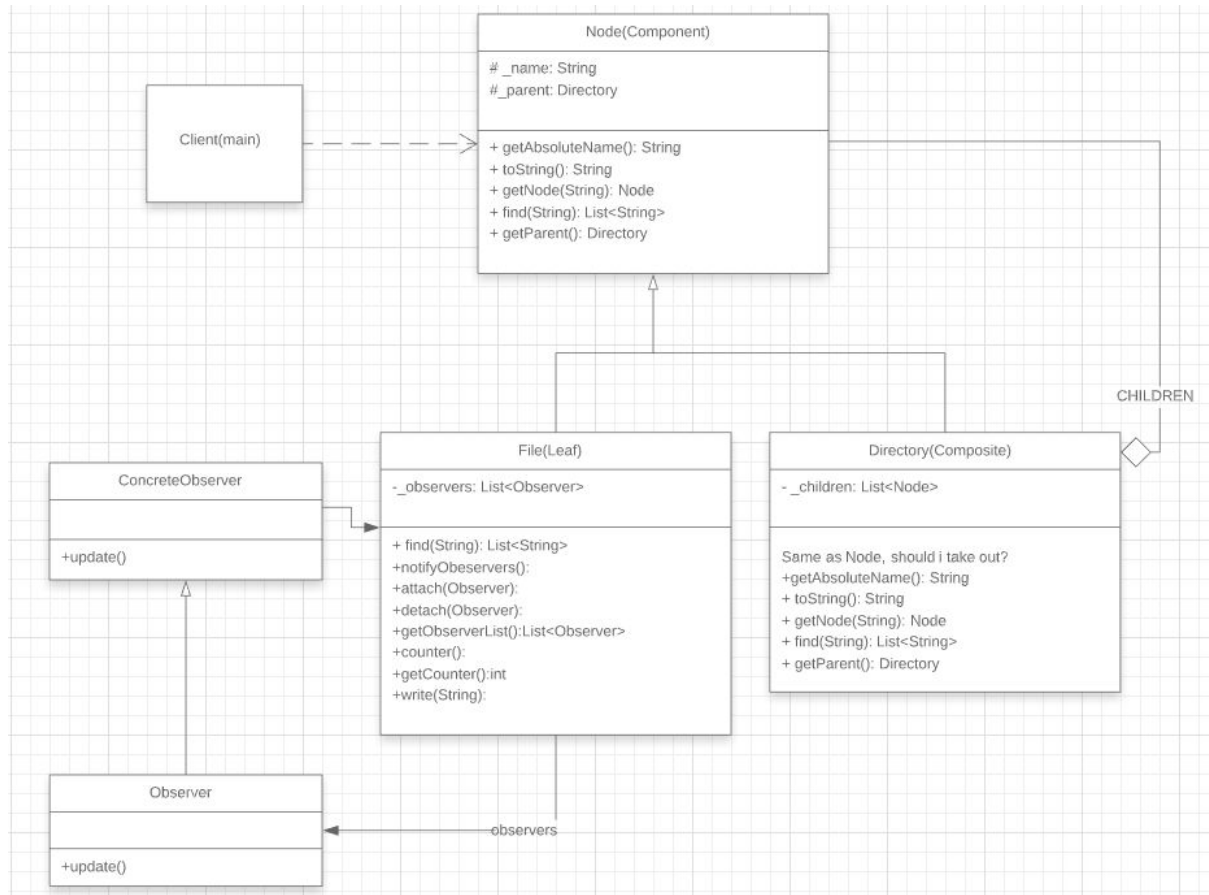 Node(Component)
# _name: String
#_parent: Directory
+ getAbsoluteName(): String
+ toString(): String
+ getNode(String): Node
+ find(String): List<String>
+ getParent(): Directory
Client(main)
CHILDREN
File(Leaf)
-_observers: List<Observer>
+ find(String): List<String>
+notifyObeservers():
+attach(Observer):
+detach(Observer):
+getObserverList():List<Observer>
+counter():
+getCounter():int
+write(String):
Directory(Composite)
- _children: List<Node>
Same as Node, should i take out?
+getAbsoluteName(): String
+ toString(): String
+ getNode(String): Node
+ find(String): List<String>
+ getParent(): Directory
ConcreteObserver
+update()
Observer
+update()
observers